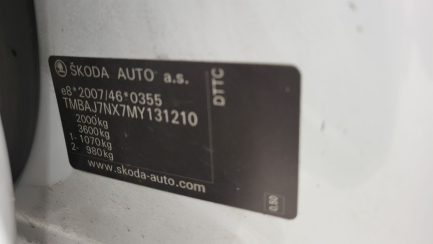 ŠKODA AUTO a.s.
e8*2007/46*0355
TMBAJ7NX7MY131210
2000kg
3600kg
1- 1070kg
2- 980kg
www.skoda-auto.com
DTTC
0.50